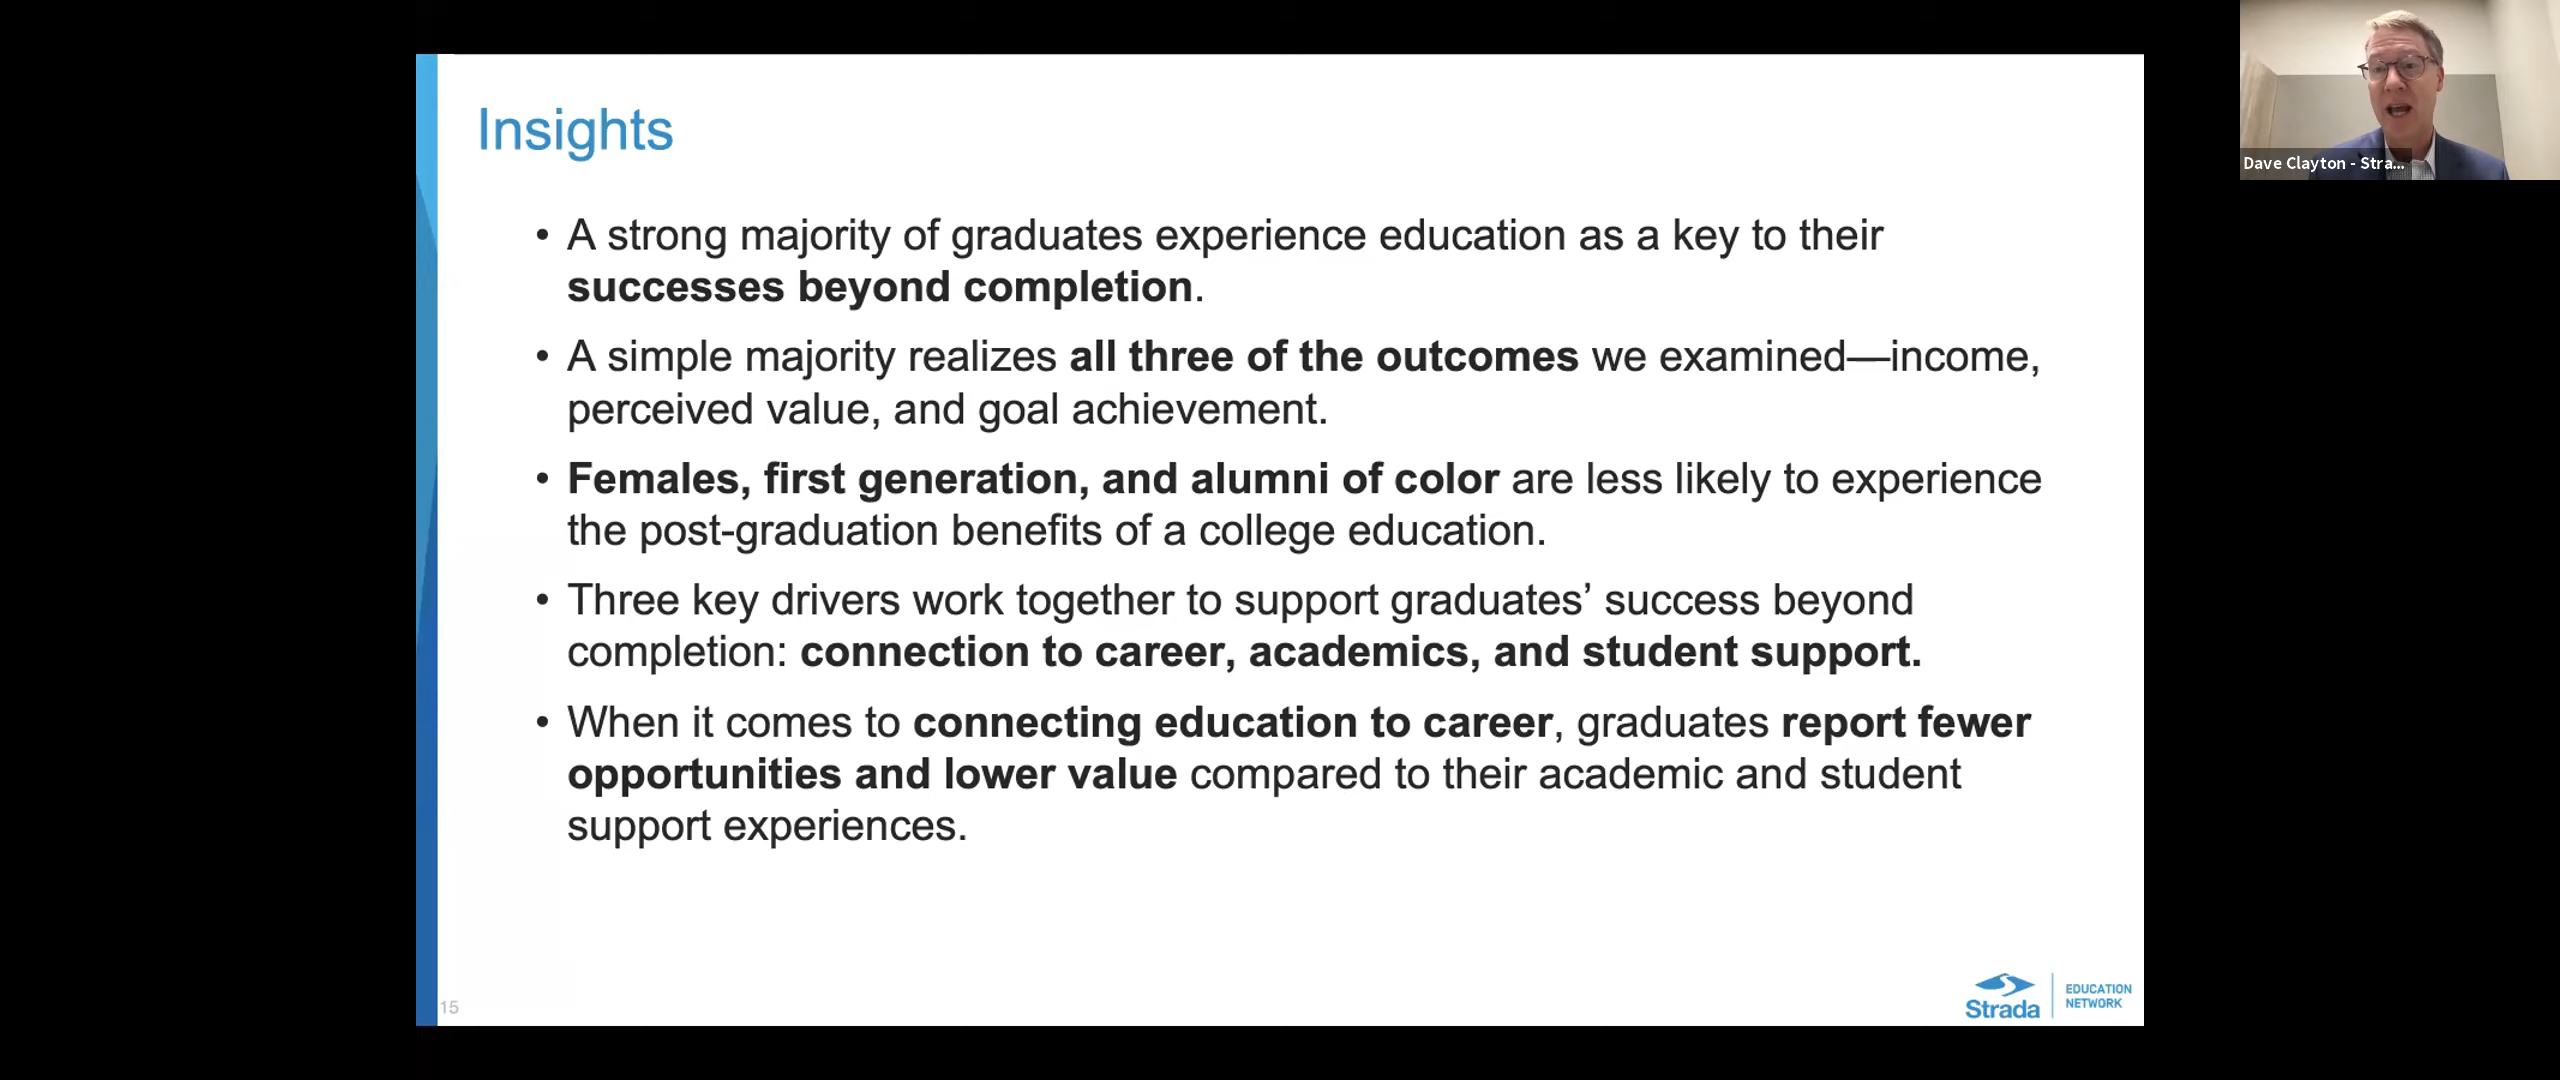 Insights
• A strong majority of graduates experience education as a key to their
successes beyond completion.
• A simple majority realizes all three of the outcomes we examined—income,
perceived value, and goal achievement.
• Females, first generation, and alumni of color are less likely to experience
the post-graduation benefits of a college education.
• Three key drivers work together to support graduates’ success beyond
completion: connection to career, academics, and student support.
• When it comes to connecting education to career, graduates report fewer
opportunities and lower value compared to their academic and student
support experiences.
15
Strada
EDUCATION
NETWORK
Dave Clayton - Stra...